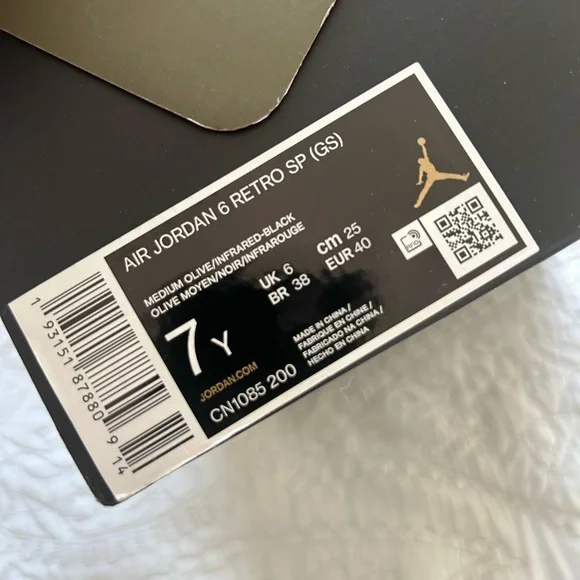 AIR JORDAN 6 RETRO SP (GS)
MEDIUM OLIVE/INFRARED-BLACK
OLIVE MOYEN/NOIR/INFRAROUGE
7 Y
UK 6
BR 38
cm 25
EUR 40
RFID
JORDAN.COM
CN1085 200
MADE IN CHINA /
FABRIQUÉ EN CHINE /
FABRICADO NA CHINA /
HECHO EN CHINA
1 93151 87880 9 14